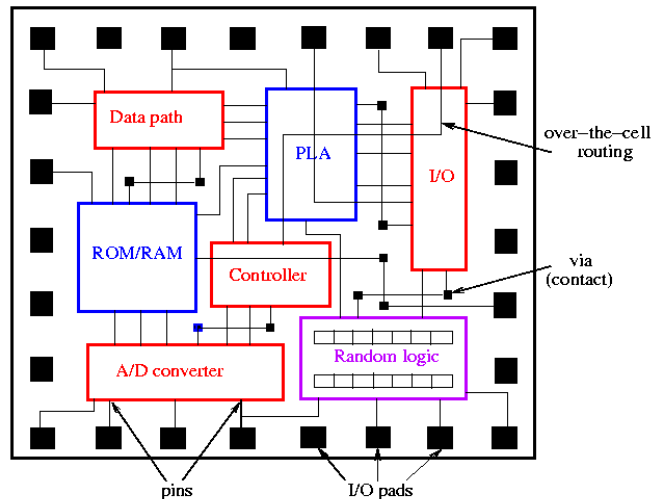 Data path
PLA
I/O
over-the-cell
routing
ROM/RAM
Controller
via
(contact)
A/D converter
Random logic
pins
I/O pads